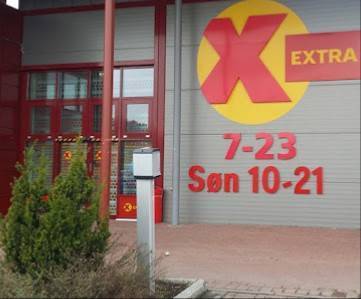 X EXTRA
7-23
Søn 10-21
X